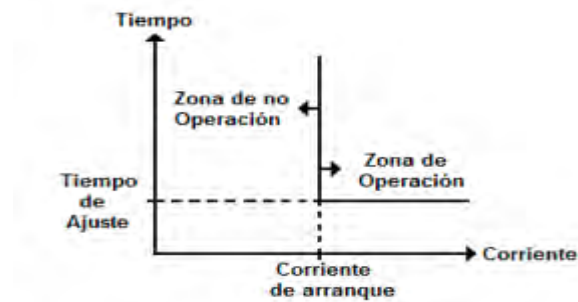 Tiempo
Zona de no
Operación
Zona de
Operación
Tiempo
de
Ajuste
Corriente
Corriente
de arranque